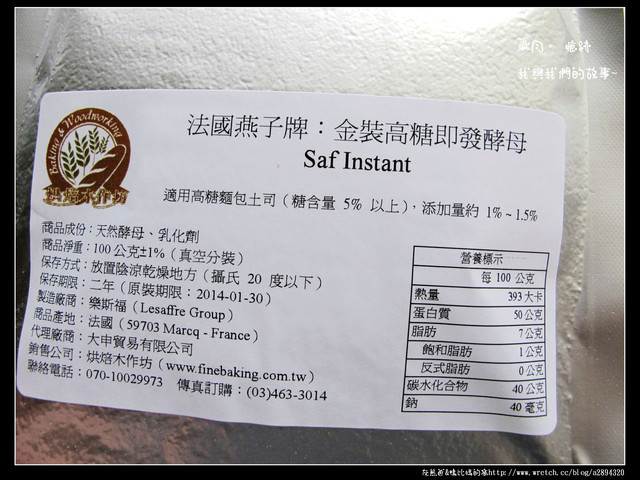 歲月‧ 痕跡
我與我們的故事~
Baking & Woodworking
烘焙木作坊
法國燕子牌：金裝高糖即發酵母
Saf Instant
適用高糖麵包土司（糖含量 5% 以上），添加量約 1% ~ 1.5%
商品成份：天然酵母、乳化劑
商品淨重：100 公克±1%（真空分裝）
保存方式：放置陰涼乾燥地方（攝氏 20 度以下）
保存期限：二年（原裝期限：2014-01-30）
製造廠商：樂斯福（Lesaffre Group）
商品產地：法國（59703 Marcq - France）
代理廠商：大申貿易有限公司
銷售公司：烘焙木作坊（www.finebaking.com.tw）
聯絡電話：070-10029973 傳真訂購：(03)463-3014
營養標示
每 100 公克
熱量 393 大卡
蛋白質 50 公克
脂肪 7 公克
飽和脂肪 1 公克
反式脂肪 0 公克
碳水化合物 40 公克
鈉 40 毫克
http://www.wretch.cc/blog/a2894320